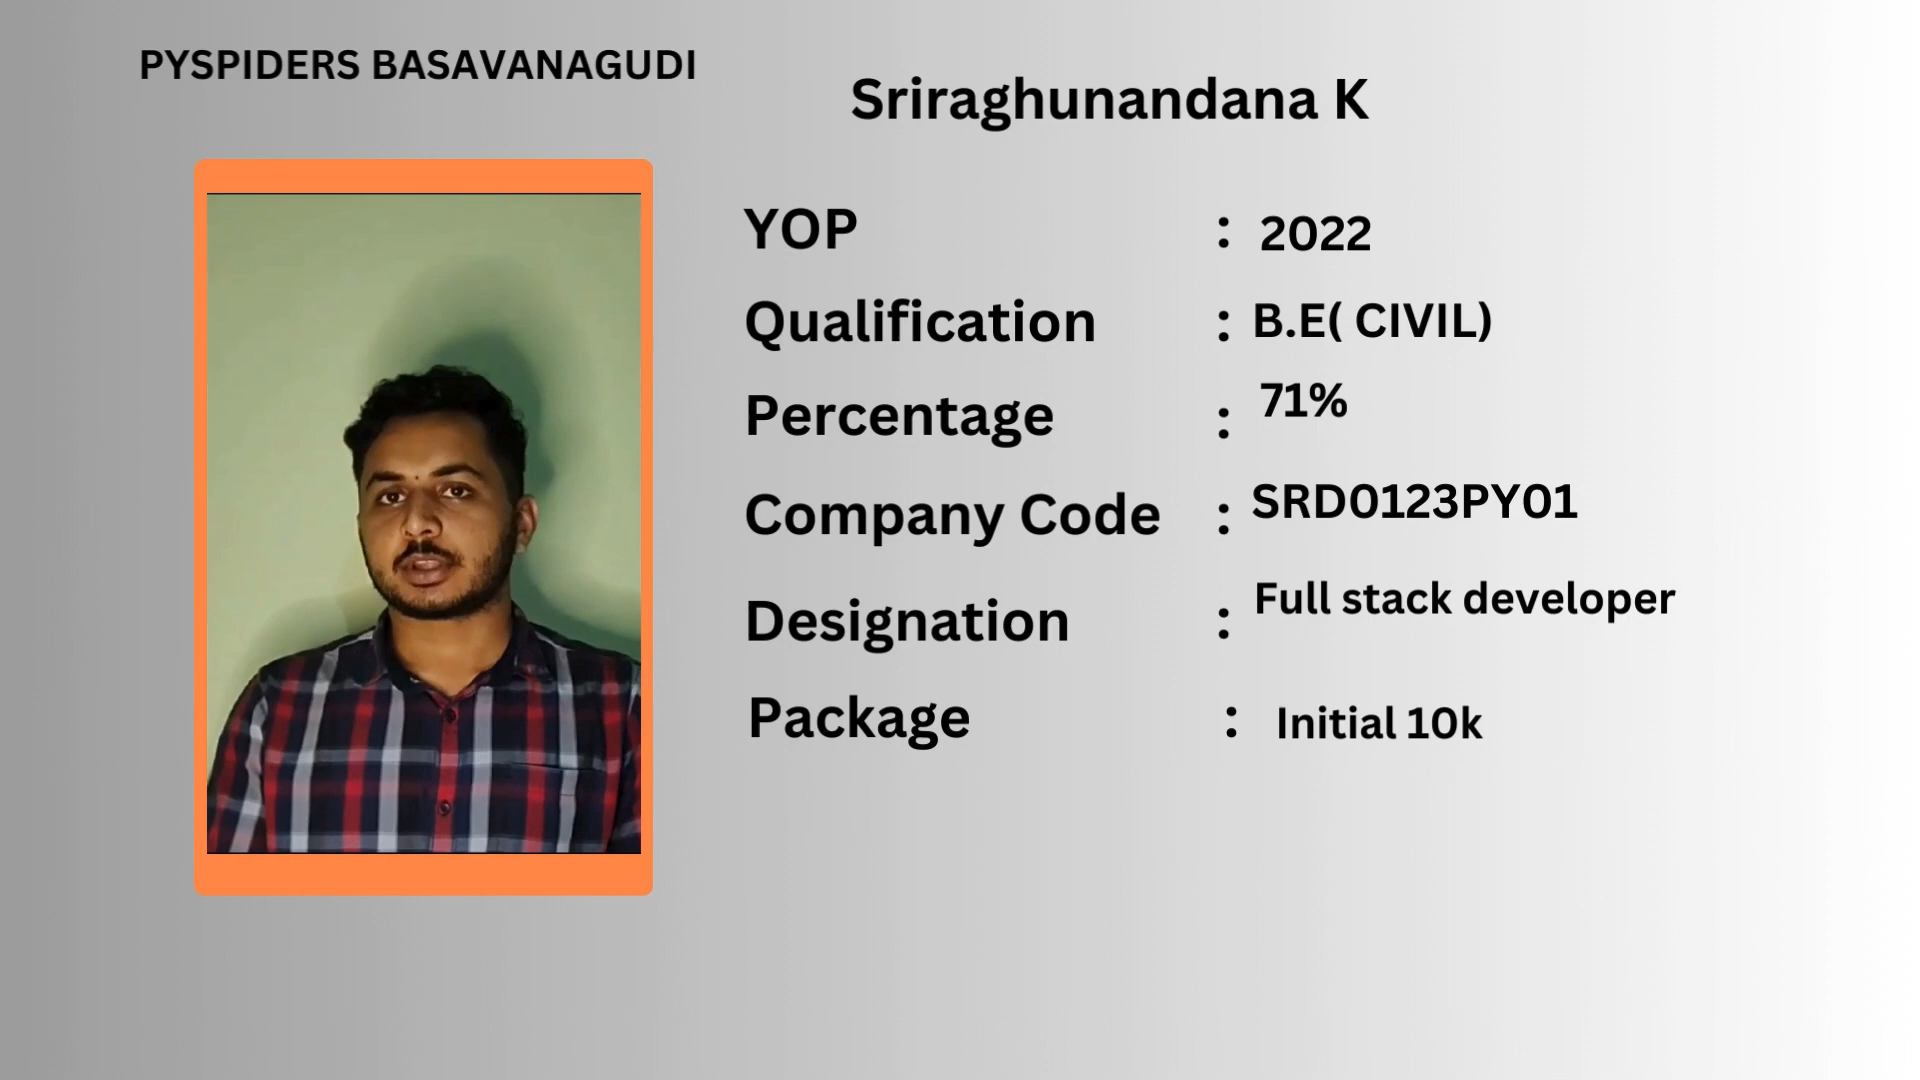 PYSPIDERS BASAVANAGUDI
Sriraghunandana K
YOP : 2022
Qualification : B.E( CIVIL)
Percentage : 71%
Company Code : SRD0123PY01
Designation : Full stack developer
Package : Initial 10k